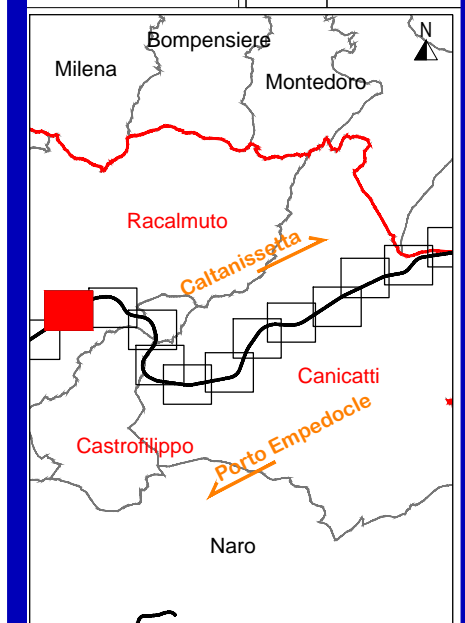 N
Bompensiere
Milena
Montedoro
Racalmuto
Caltanissetta
Canicatti
Porto Empedocle
Castrofilippo
Naro